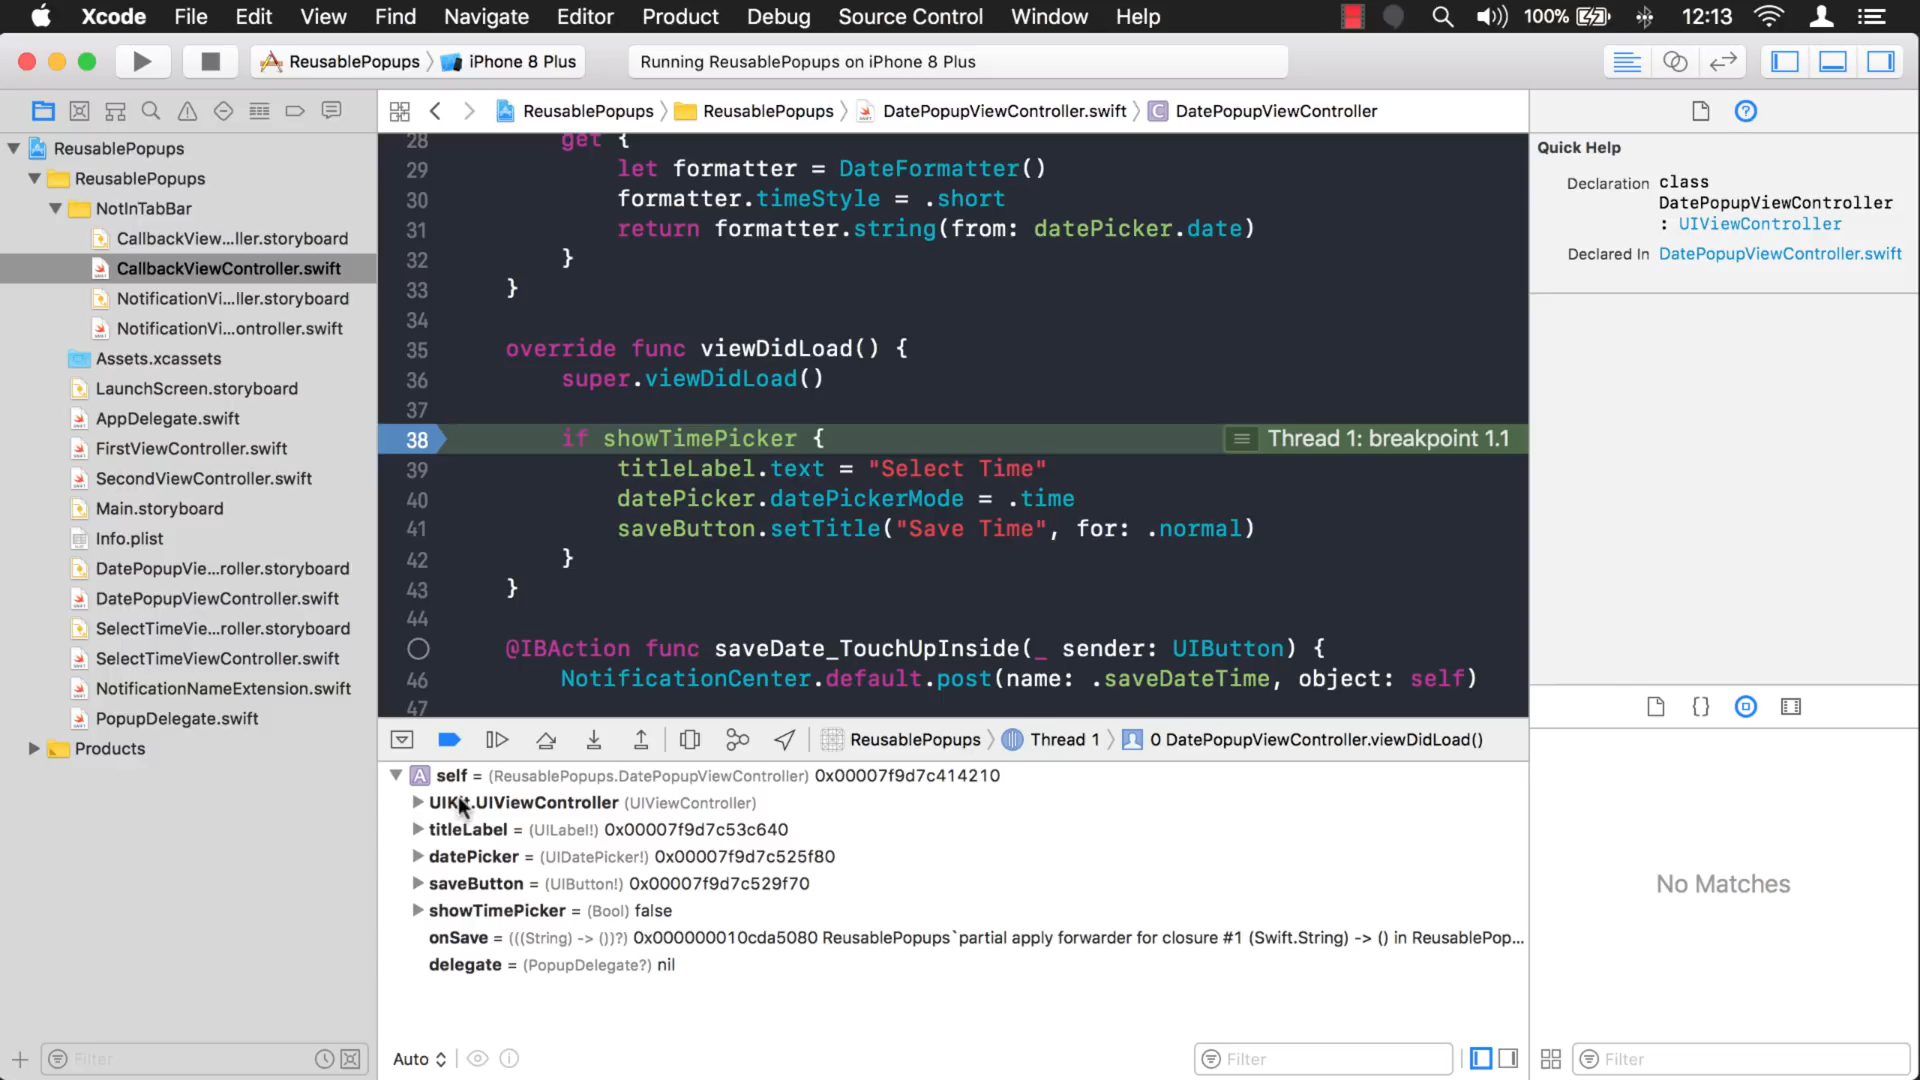 Xcode File Edit View Find Navigate Editor Product Debug Source Control Window Help 100% 12:13
ReusablePopups iPhone 8 Plus Running ReusablePopups on iPhone 8 Plus
ReusablePopups ReusablePopups DatePopupViewController.swift C DatePopupViewController
ReusablePopups
ReusablePopups
NotInTabBar
CallbackView...ller.storyboard
CallbackViewController.swift
NotificationVi...ller.storyboard
NotificationVi...ontroller.swift
Assets.xcassets
LaunchScreen.storyboard
AppDelegate.swift
FirstViewController.swift
SecondViewController.swift
Main.storyboard
Info.plist
DatePopupVie...roller.storyboard
DatePopupViewController.swift
SelectTimeVie...roller.storyboard
SelectTimeViewController.swift
NotificationNameExtension.swift
PopupDelegate.swift
Products
Filter
28 get {
29 let formatter = DateFormatter()
30 formatter.timeStyle = .short
31 return formatter.string(from: datePicker.date)
32 }
33 }
34
35 override func viewDidLoad() {
36 super.viewDidLoad()
37
38 if showTimePicker { Thread 1: breakpoint 1.1
39 titleLabel.text = "Select Time"
40 datePicker.datePickerMode = .time
41 saveButton.setTitle("Save Time", for: .normal)
42 }
43 }
44
@IBAction func saveDate_TouchUpInside(_ sender: UIButton) {
46 NotificationCenter.default.post(name: .saveDateTime, object: self)
47
ReusablePopups Thread 1 0 DatePopupViewController.viewDidLoad()
A self = (ReusablePopups.DatePopupViewController) 0x00007f9d7c414210
UIKit.UIViewController (UIViewController)
titleLabel = (UILabel!) 0x00007f9d7c53c640
datePicker = (UIDatePicker!) 0x00007f9d7c525f80
saveButton = (UIButton!) 0x00007f9d7c529f70
showTimePicker = (Bool) false
onSave = (((String) -> ())?) 0x000000010cda5080 ReusablePopups`partial apply forwarder for closure #1 (Swift.String) -> () in ReusablePop...
delegate = (PopupDelegate?) nil
Auto Filter
Quick Help
Declaration class
DatePopupViewController
: UIViewController
Declared In DatePopupViewController.swift
{}
No Matches
Filter